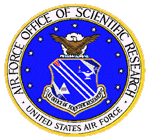 AIR FORCE OFFICE OF SCIENTIFIC RESEARCH
UNITED STATES AIR FORCE